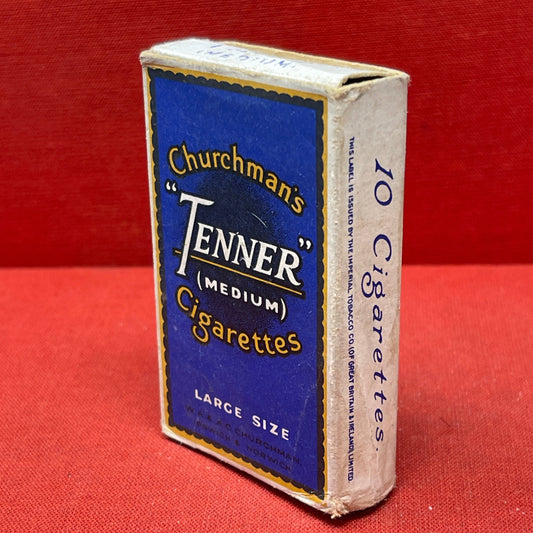 Churchman's
"TENNER"
(MEDIUM)
Cigarettes
LARGE SIZE
W.A. & A.C. CHURCHMAN,
IPSWICH & NORWICH
10 Cigarettes.
THIS LABEL IS ISSUED BY THE IMPERIAL TOBACCO CO. (OF GREAT BRITAIN & IRELAND), LIMITED.